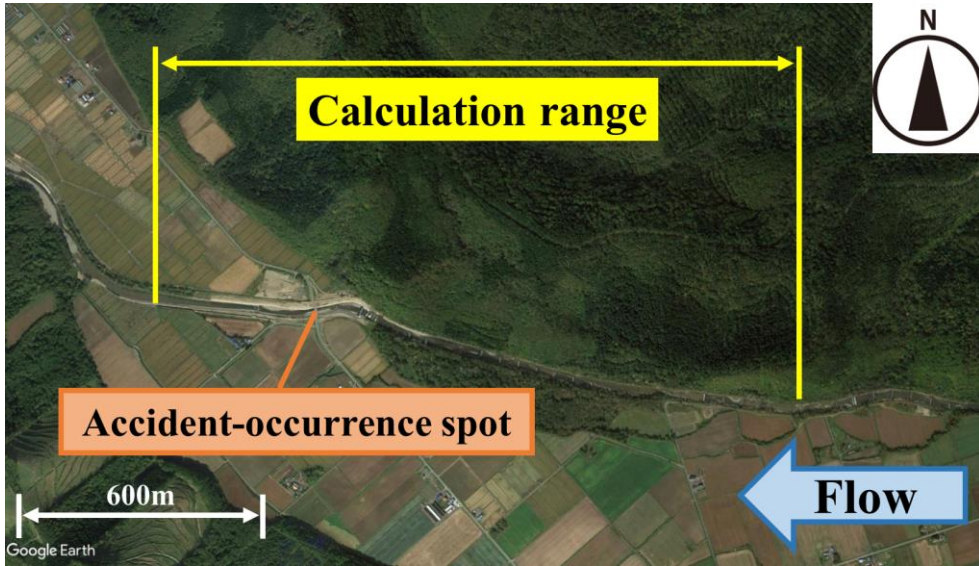 N
Calculation range
Accident-occurrence spot
600m
Flow
Google Earth